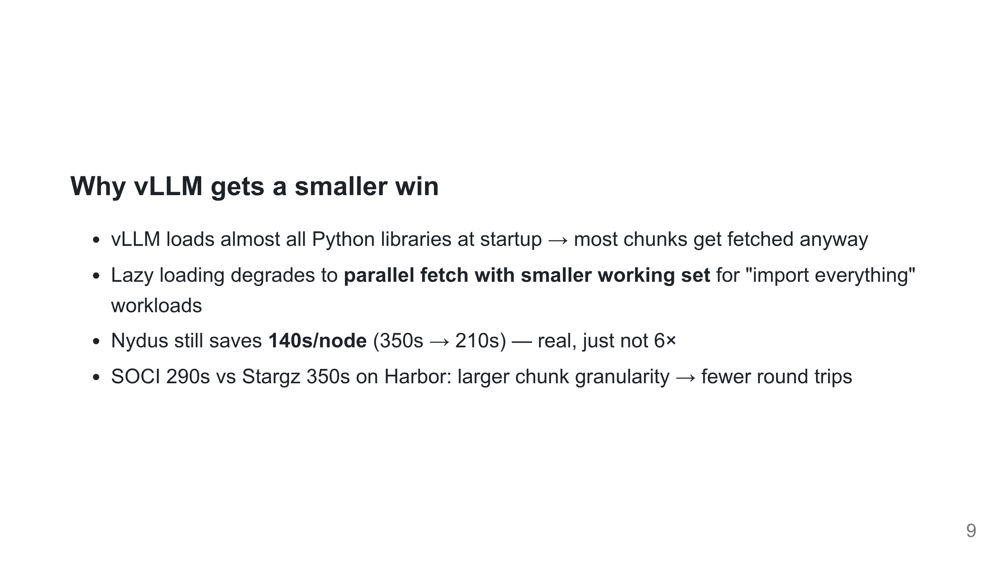 Why vLLM gets a smaller win
• vLLM loads almost all Python libraries at startup → most chunks get fetched anyway
• Lazy loading degrades to parallel fetch with smaller working set for "import everything"
workloads
• Nydus still saves 140s/node (350s → 210s) — real, just not 6×
• SOCI 290s vs Stargz 350s on Harbor: larger chunk granularity → fewer round trips
9